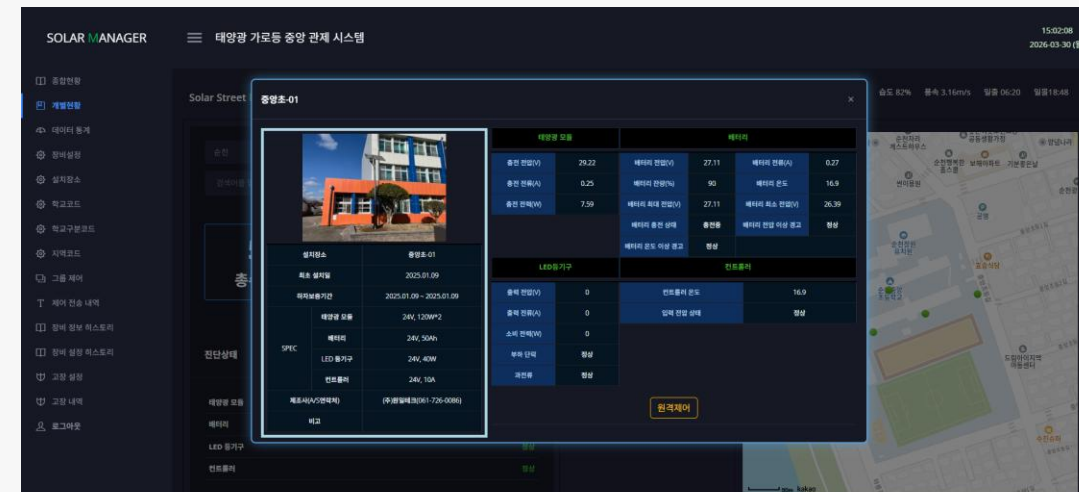 SOLAR MANAGER
태양광 가로등 중앙 관제 시스템
15:02:08
2026-03-30 (월
종합현황
개별현황
데이터 통계
장비설정
설치장소
학교코드
학교구분코드
지역코드
그룹 제어
제어 전송 내역
장비 정보 히스토리
장비 설정 히스토리
고장 설정
고장 내역
로그아웃
Solar Street
습도 82% 풍속 3.16m/s 일출 06:20 일몰18:48
순천
진단상태
태양광 모듈
배터리
LED 등기구
컨트롤러
정상
정상
중앙초-01
×
설치장소 중앙초-01
최초 설치일 2025.01.09
하자보증기간 2025.01.09 ~ 2025.01.09
SPEC
태양광 모듈 24V, 120W*2
배터리 24V, 50Ah
LED 등기구 24V, 40W
컨트롤러 24V, 10A
제조사(A/S연락처) (061-726-0086)
비고
태양광 모듈
충전 전압(V) 29.22
충전 전류(A) 0.25
충전 전력(W) 7.59
배터리
배터리 전압(V) 27.11 배터리 전류(A) 0.27
배터리 잔량(%) 90 배터리 온도 16.9
배터리 최대 전압(V) 27.11 배터리 최소 전압(V) 26.39
배터리 충전 상태 충전중 배터리 전압 이상 경고 정상
배터리 온도 이상 경고 정상
LED등기구
출력 전압(V) 0
출력 전류(A) 0
소비 전력(W) 0
부하 단락 정상
과전류 정상
컨트롤러
컨트롤러 온도 16.9
입력 전압 상태 정상
원격제어
kakao